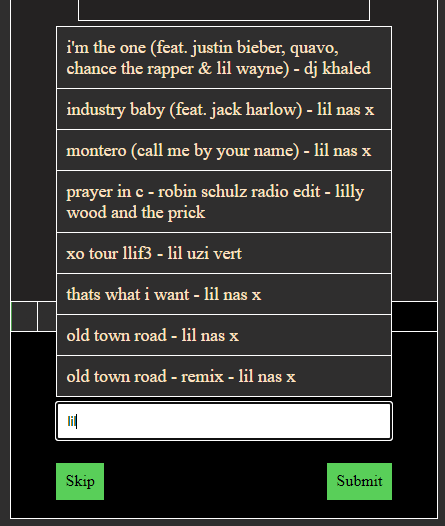 i'm the one (feat. justin bieber, quavo,
chance the rapper & lil wayne) - dj khaled
industry baby (feat. jack harlow) - lil nas x
montero (call me by your name) - lil nas x
prayer in c - robin schulz radio edit - lilly
wood and the prick
xo tour llif3 - lil uzi vert
thats what i want - lil nas x
old town road - lil nas x
old town road - remix - lil nas x
lil
Skip Submit